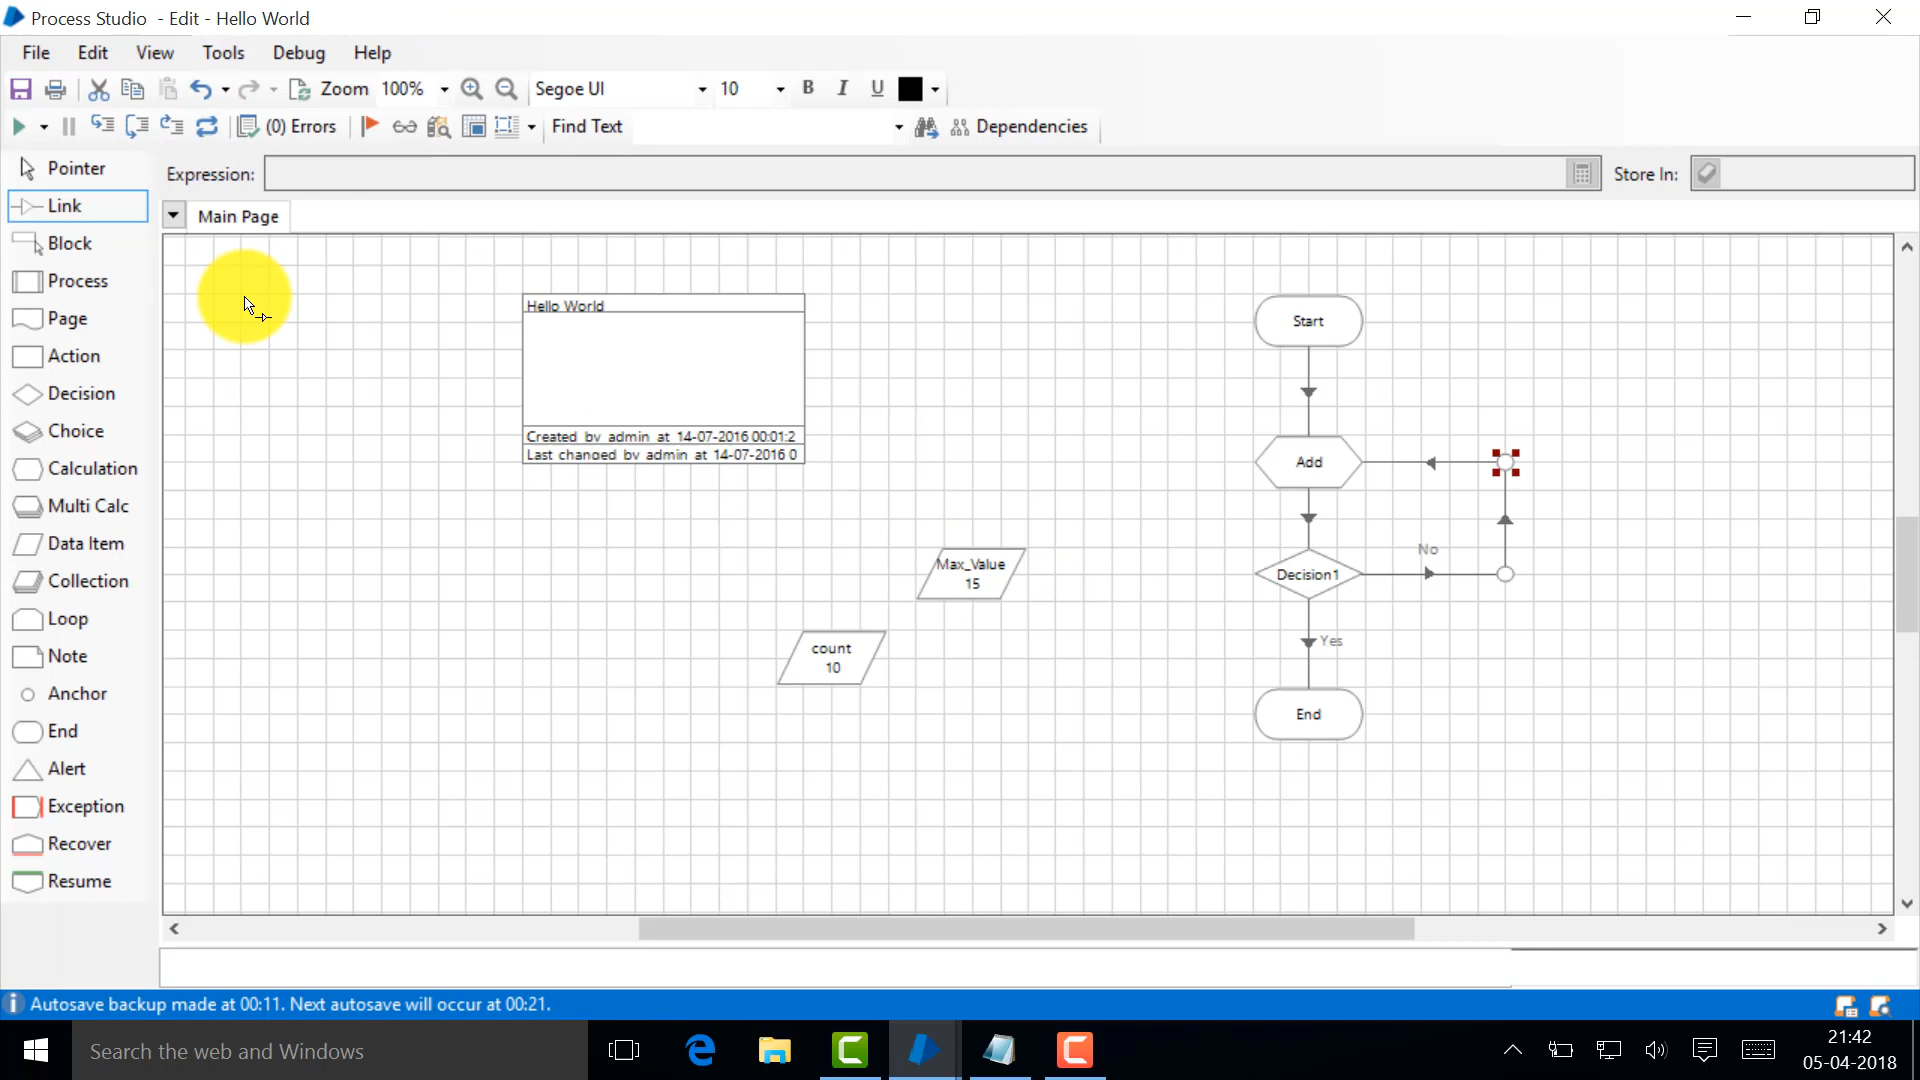 Process Studio - Edit - Hello World
File Edit View Tools Debug Help
Zoom 100% Segoe UI 10 B I U
(0) Errors Find Text Dependencies
Pointer
Link
Block
Process
Page
Action
Decision
Choice
Calculation
Multi Calc
Data Item
Collection
Loop
Note
Anchor
End
Alert
Exception
Recover
Resume
Expression: Store In:
Main Page
Hello World
Created by admin at 14-07-2016 00:01:2
Last changed by admin at 14-07-2016 0
Max_Value
15
count
10
Start
Add
No
Decision1
Yes
End
Autosave backup made at 00:11. Next autosave will occur at 00:21.
Search the web and Windows
21:42
05-04-2018